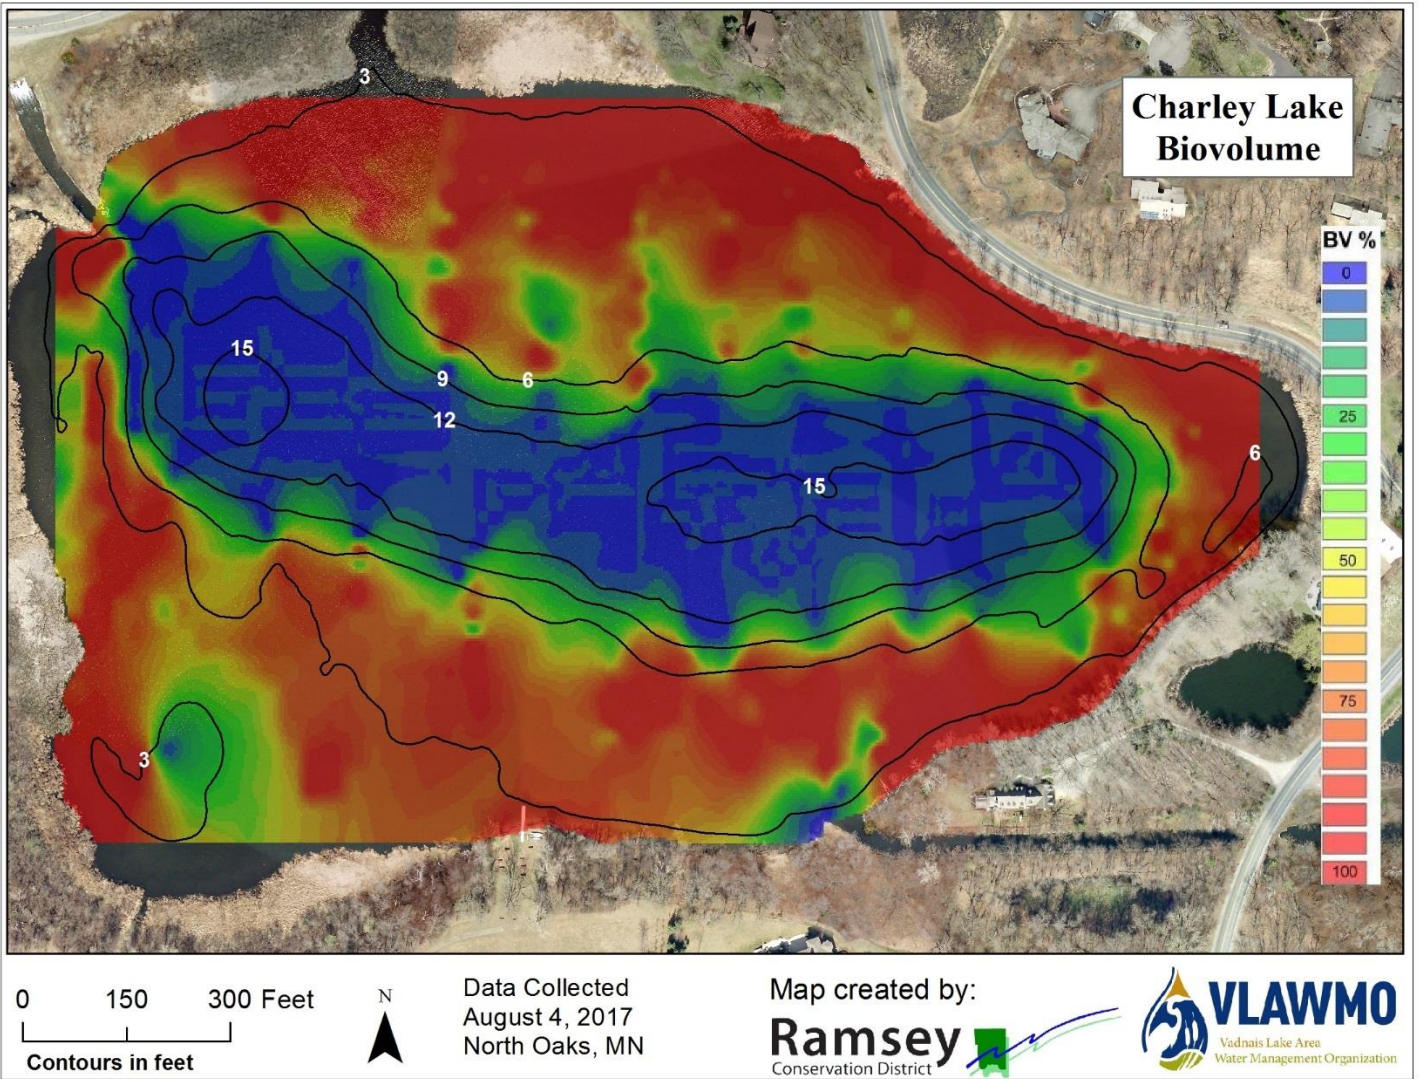 Charley Lake
Biovolume
3
15
9
6
12
15
6
3
BV %
0
25
50
75
100
0 150 300 Feet
Contours in feet
N
Data Collected
August 4, 2017
North Oaks, MN
Map created by:
Ramsey
Conservation District
VLAWMO
Vadnais Lake Area
Water Management Organization